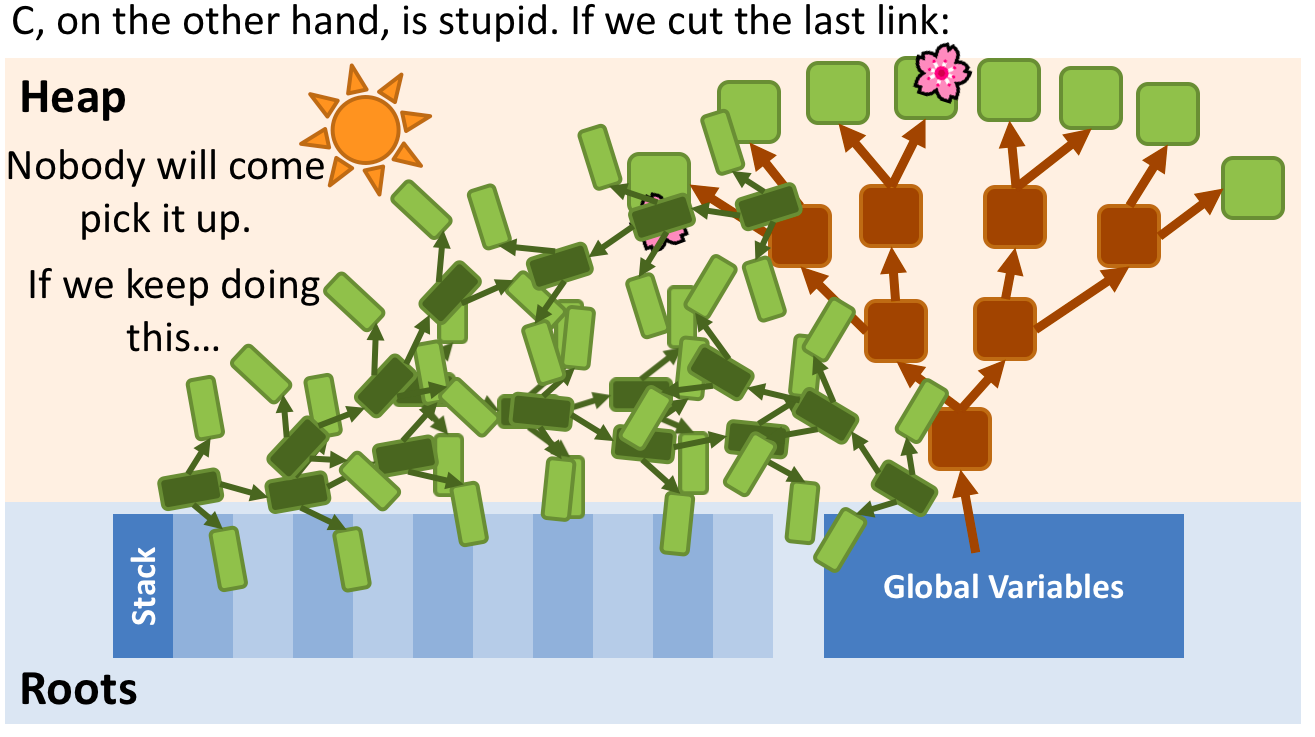 C, on the other hand, is stupid. If we cut the last link:
Heap
Nobody will come
pick it up.
If we keep doing
this…
Stack
Global Variables
Roots